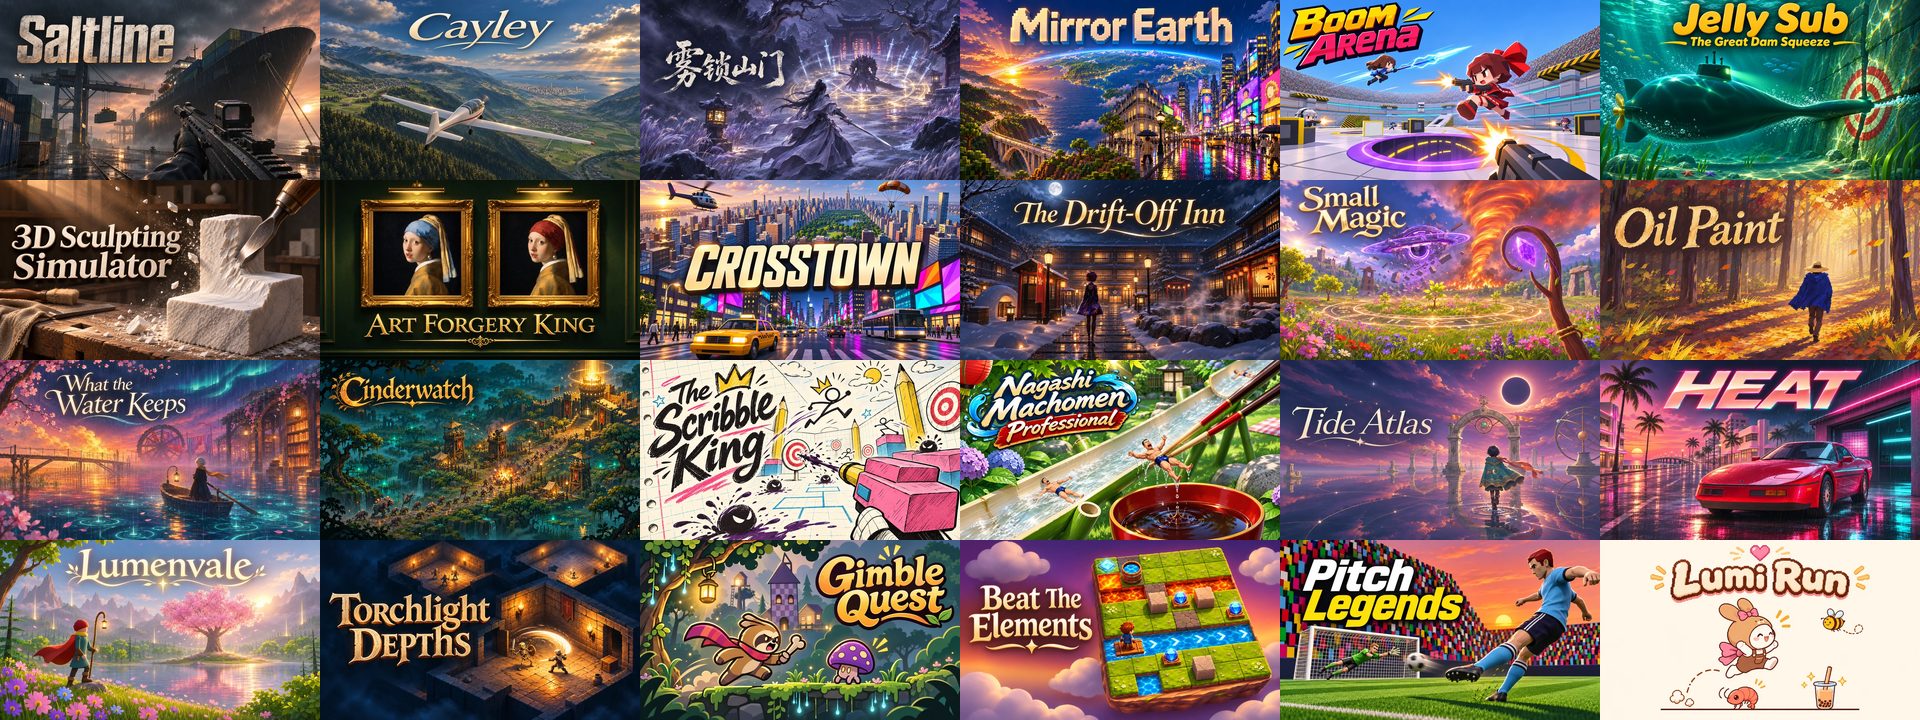 Saltline
Cayley
雾锁山门
Mirror Earth
BOOM
ARENA
Jelly Sub
The Great Dam Squeeze
3D Sculpting
Simulator
ART FORGERY KING
CROSSTOWN
The Drift-Off Inn
Small
Magic
Oil Paint
What the
Water Keeps
Cinderwatch
The
Scribble
King
Nagashi
Machomen
Professional
Tide Atlas
HEAT
Lumenvale
TORCHLIGHT
DEPTHS
Gimble
Quest
Beat The
Elements
Pitch
Legends
Lumi Run